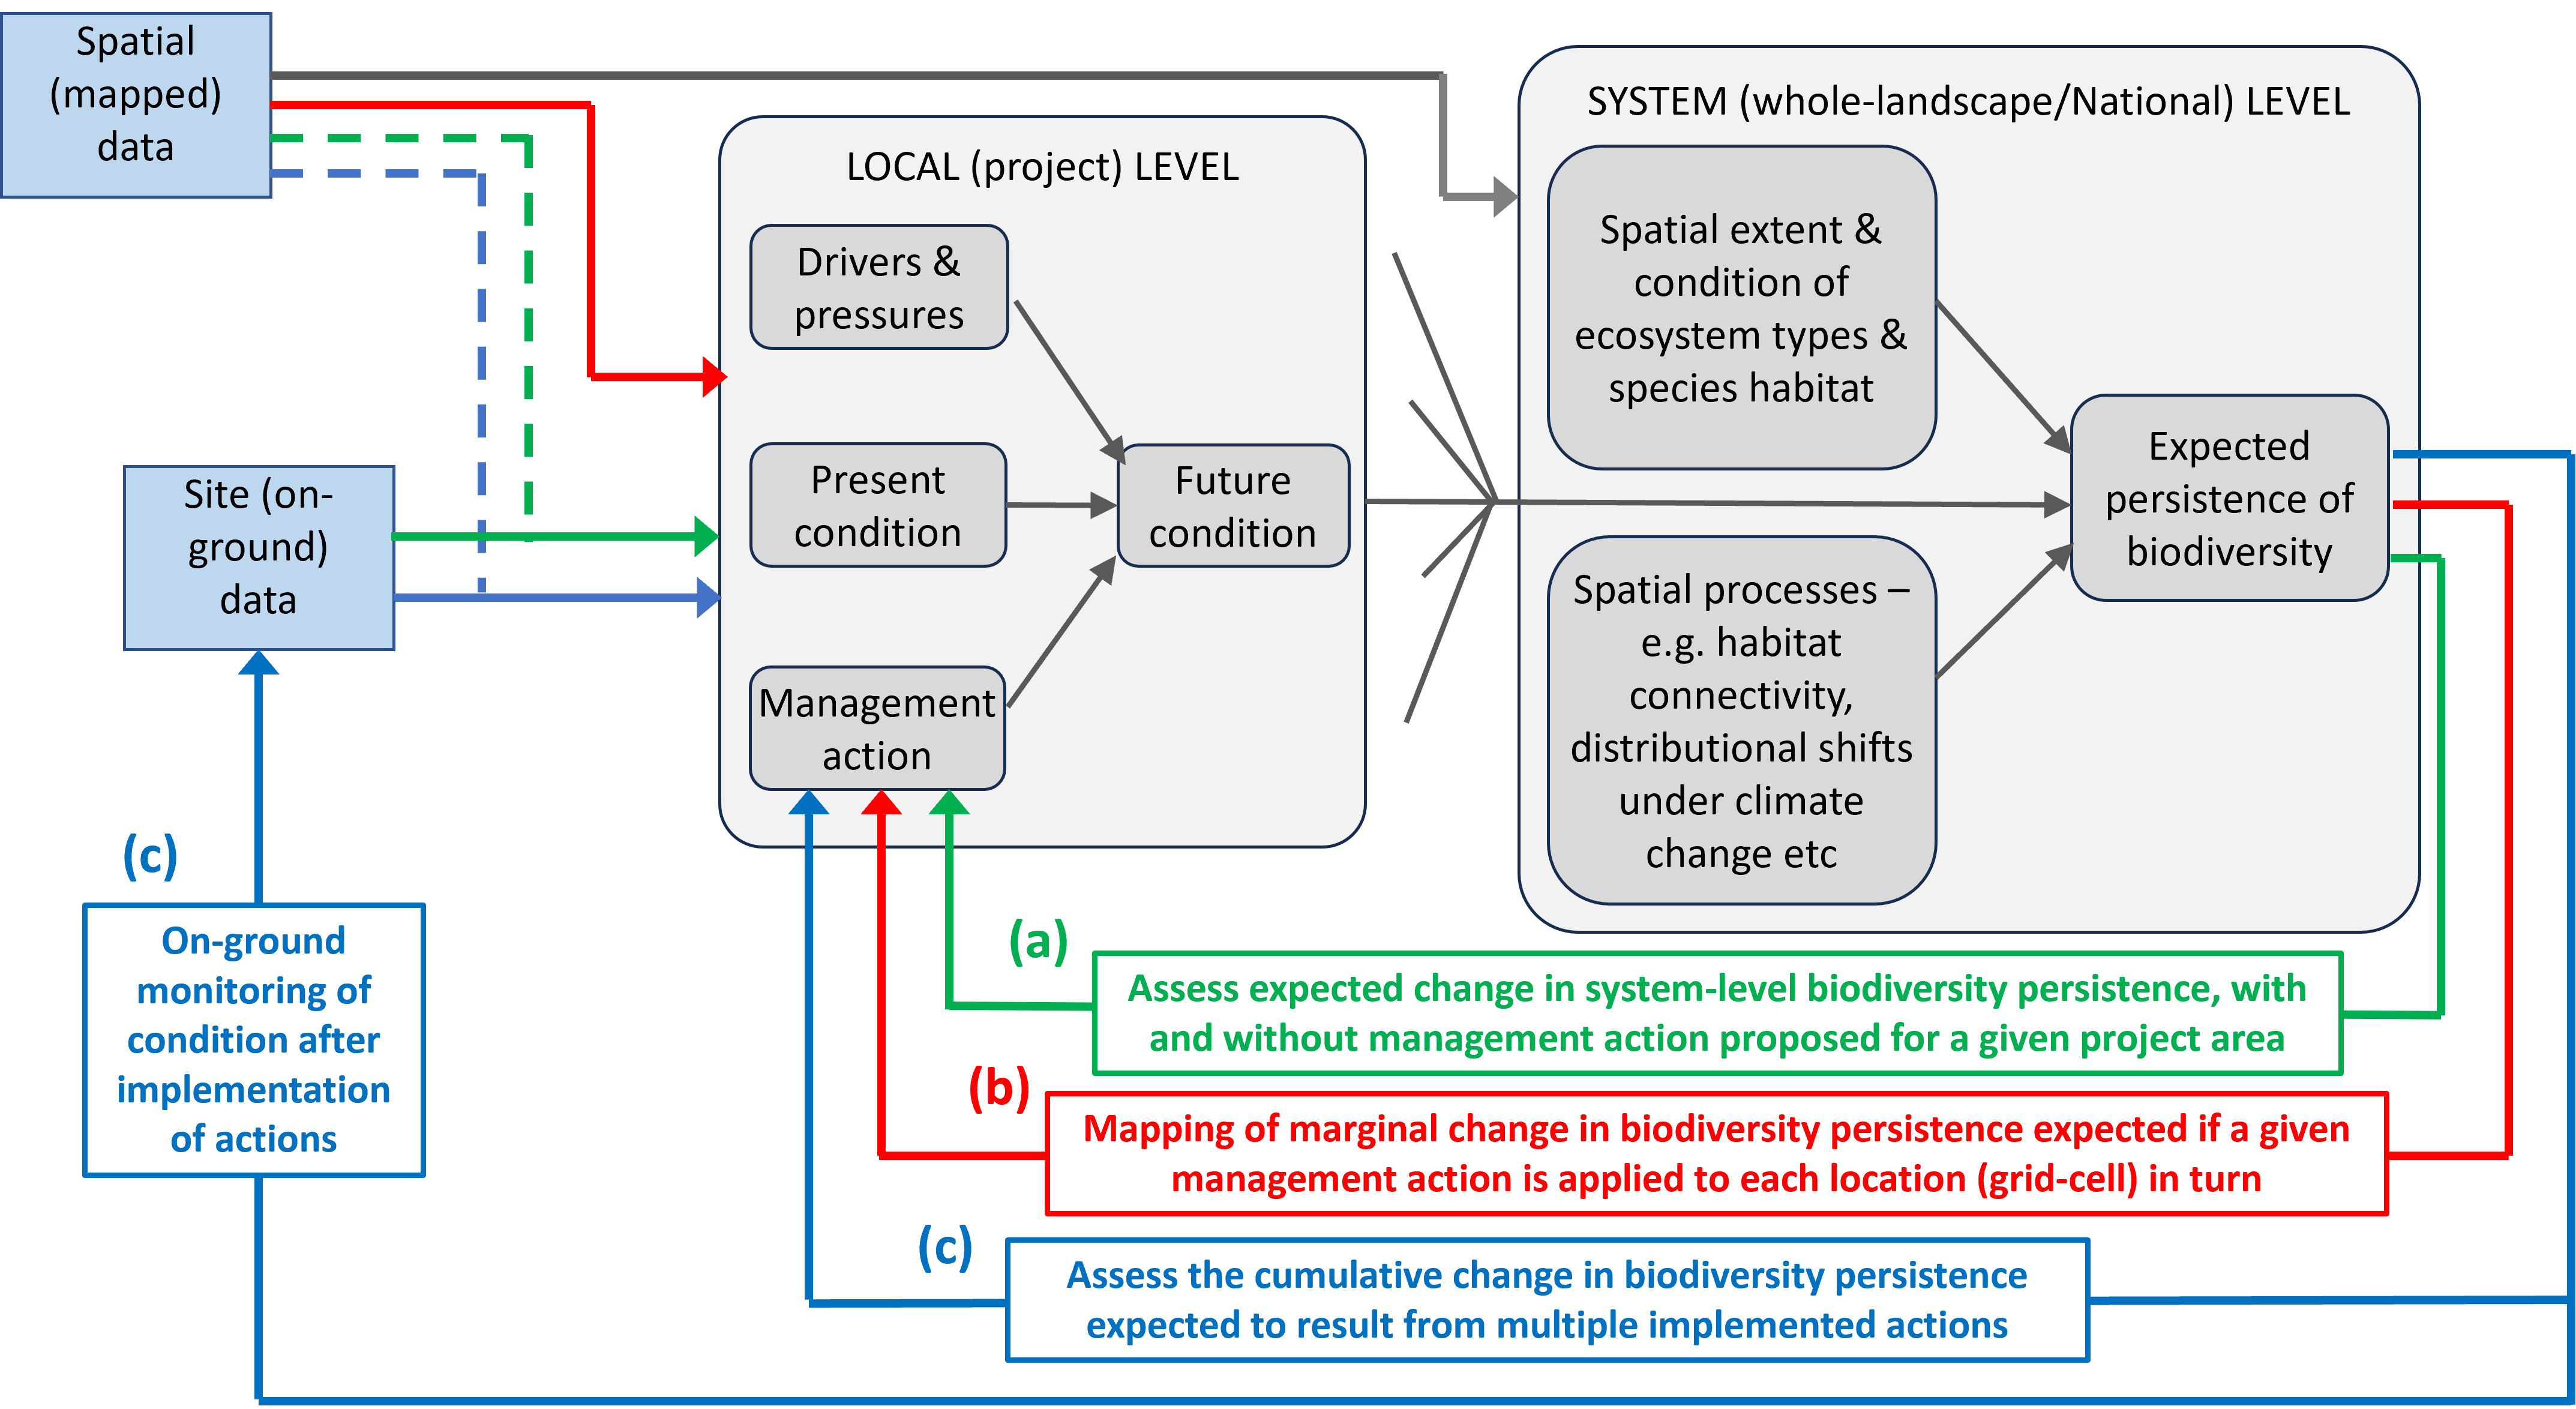 Spatial
(mapped)
data
Site (on-
ground)
data
LOCAL (project) LEVEL
Drivers &
pressures
Present
condition
Management
action
Future
condition
SYSTEM (whole-landscape/National) LEVEL
Spatial extent &
condition of
ecosystem types &
species habitat
Spatial processes –
e.g. habitat
connectivity,
distributional shifts
under climate
change etc
Expected
persistence of
biodiversity
(c)
On-ground
monitoring of
condition after
implementation
of actions
(a)
Assess expected change in system-level biodiversity persistence, with
and without management action proposed for a given project area
(b)
Mapping of marginal change in biodiversity persistence expected if a given
management action is applied to each location (grid-cell) in turn
(c)
Assess the cumulative change in biodiversity persistence
expected to result from multiple implemented actions